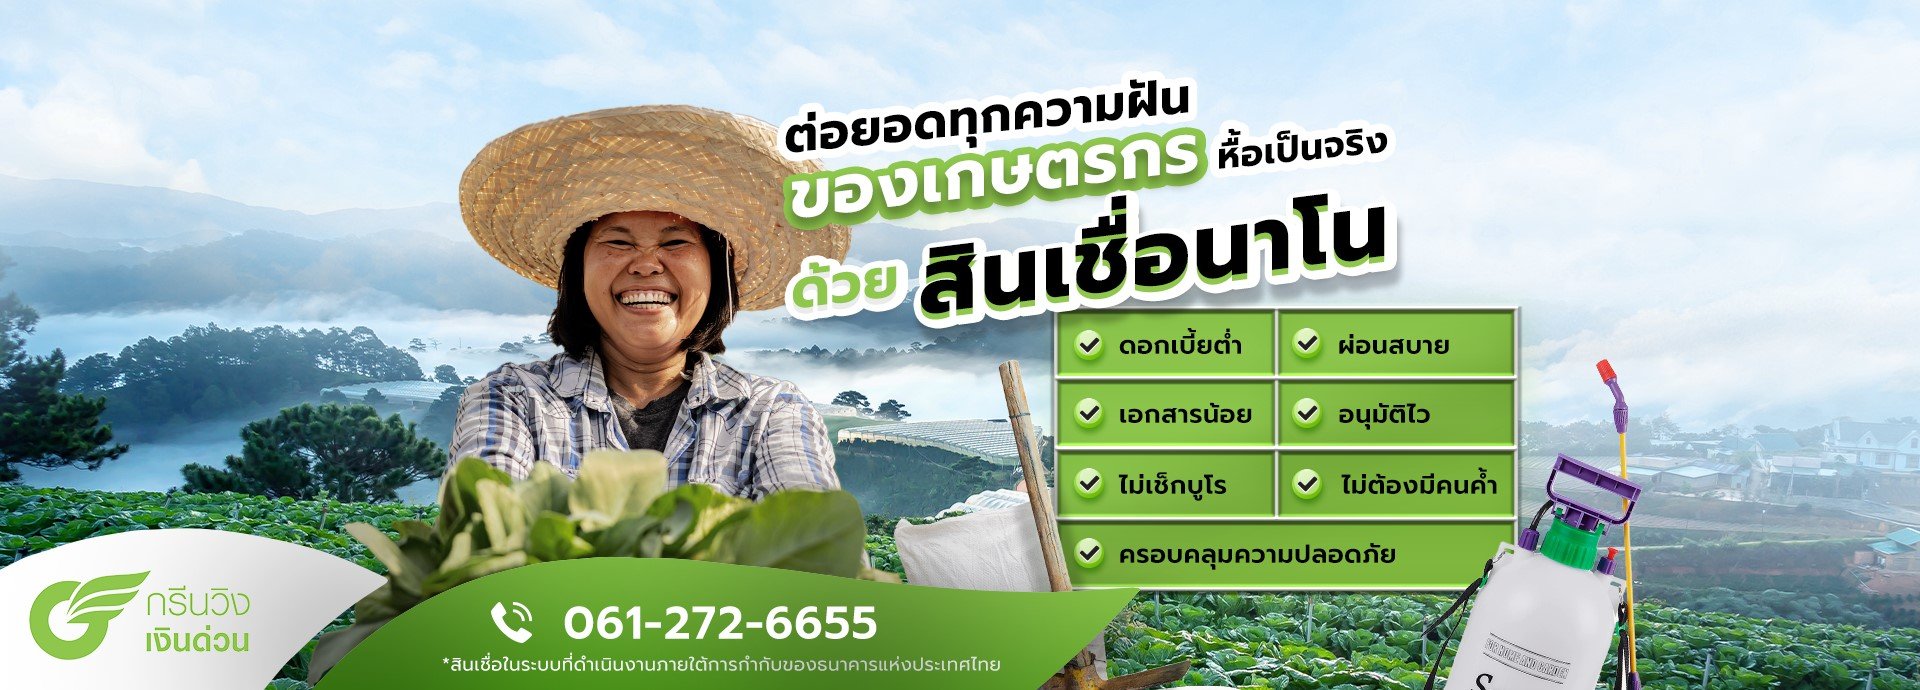 ต่อยอดทุกความฝัน
ของเกษตรกร หื้อเป็นจริง
ด้วย สินเชื่อนาโน
ดอกเบี้ยต่ำ
ผ่อนสบาย
เอกสารน้อย
อนุมัติไว
ไม่เช็กบูโร
ไม่ต้องมีคนค้ำ
ครอบคลุมความปลอดภัย
กรีนวิง
เงินด่วน
061-272-6655
*สินเชื่อในระบบที่ดำเนินงานภายใต้การกำกับของธนาคารแห่งประเทศไทย
FOR HOME AND GARDEN